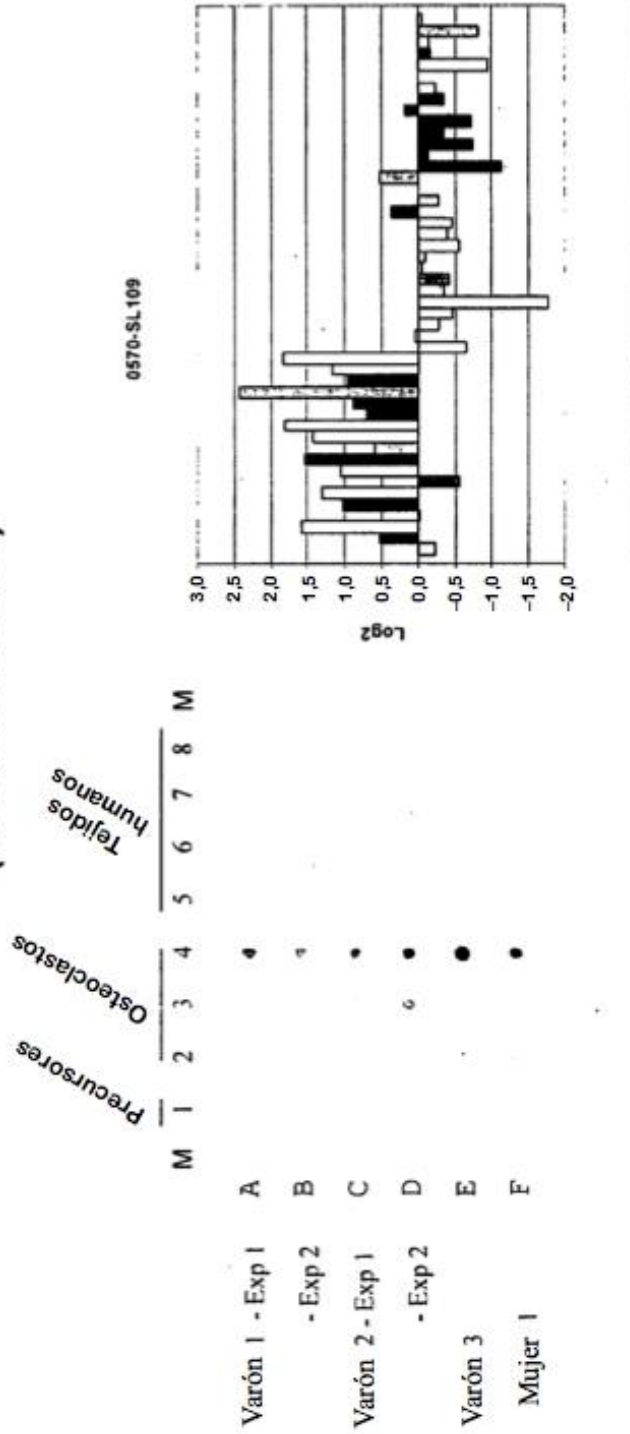 Precursores
Osteoclastos
Tejidos
humanos
M 1 2 3 4 5 6 7 8 M
Varón 1 - Exp 1 A
- Exp 2 B
Varón 2 - Exp 1 C
- Exp 2 D
Varón 3 E
Mujer 1 F
0570-SL109
Log2
3,0
2,5
2,0
1,5
1,0
0,5
0,0
-0,5
-1,0
-1,5
-2,0